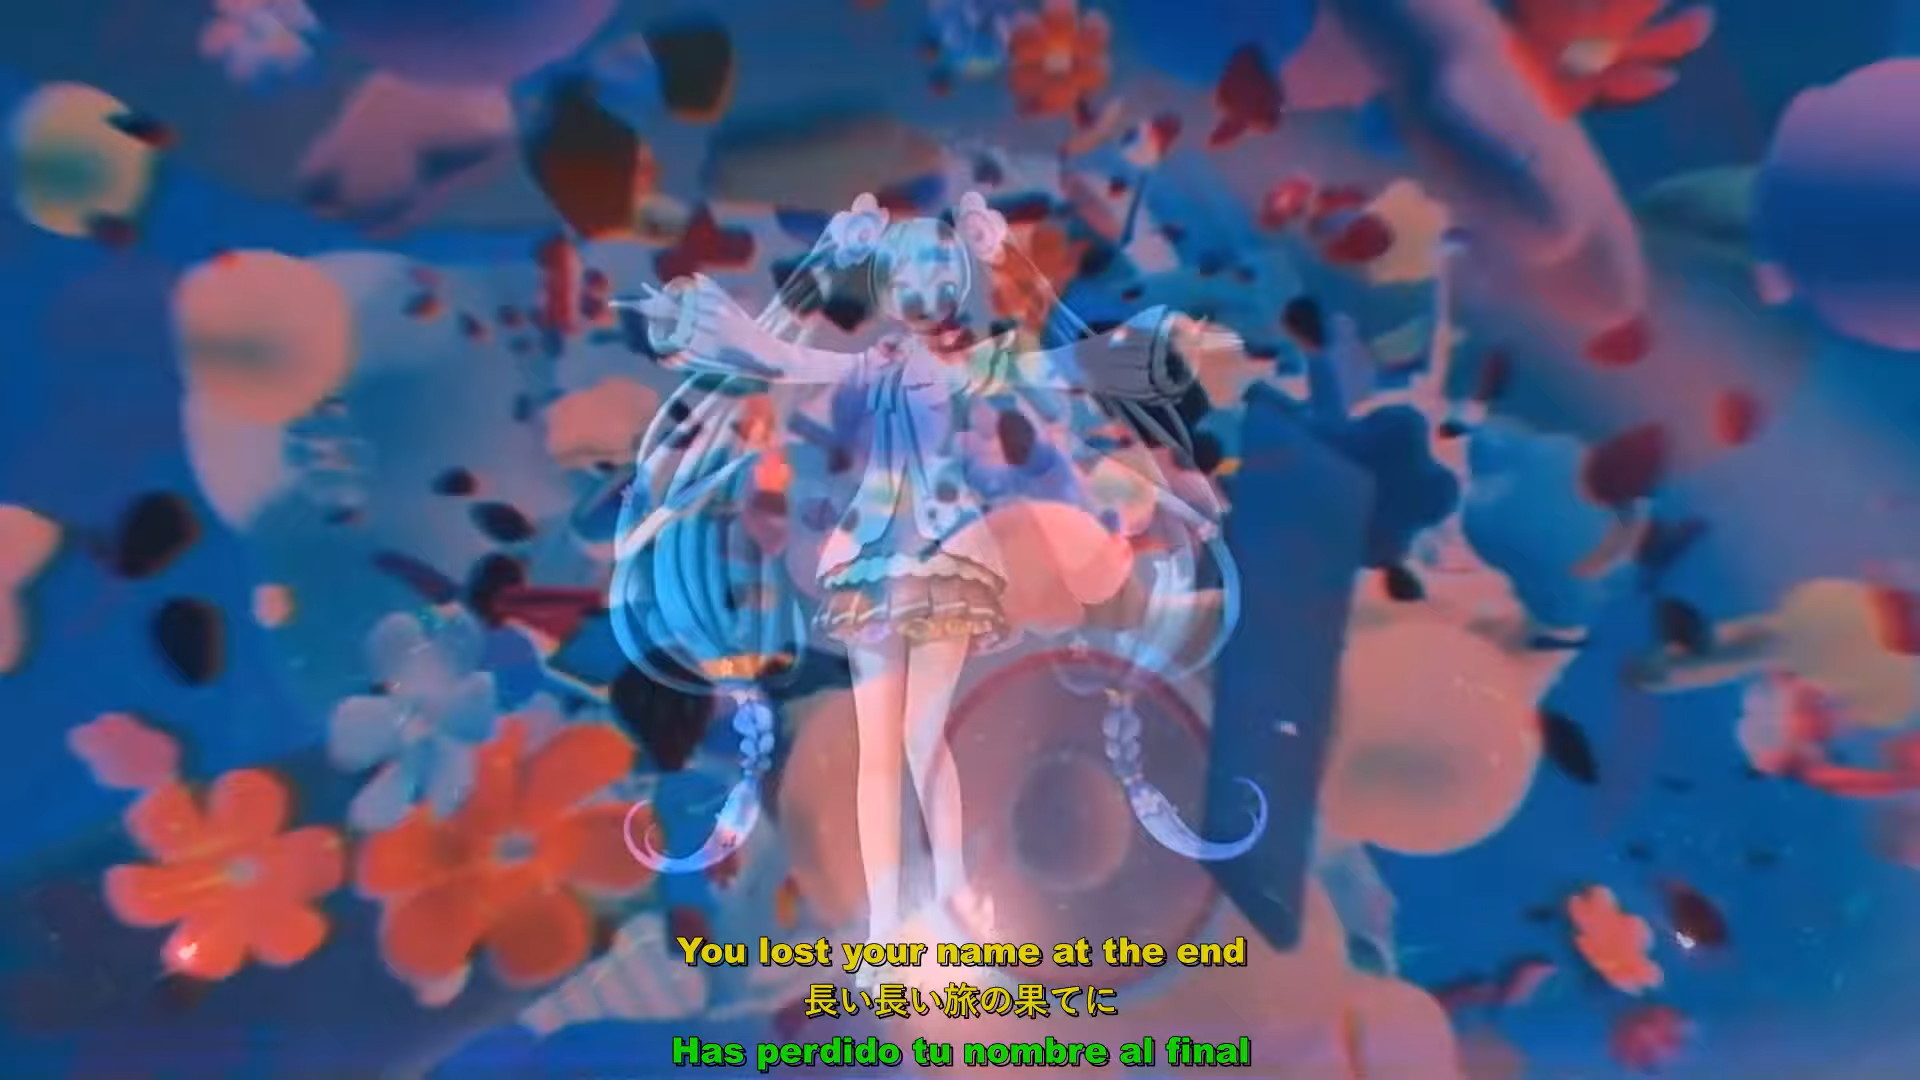 You lost your name at the end
長い長い旅の果てに
Has perdido tu nombre al final